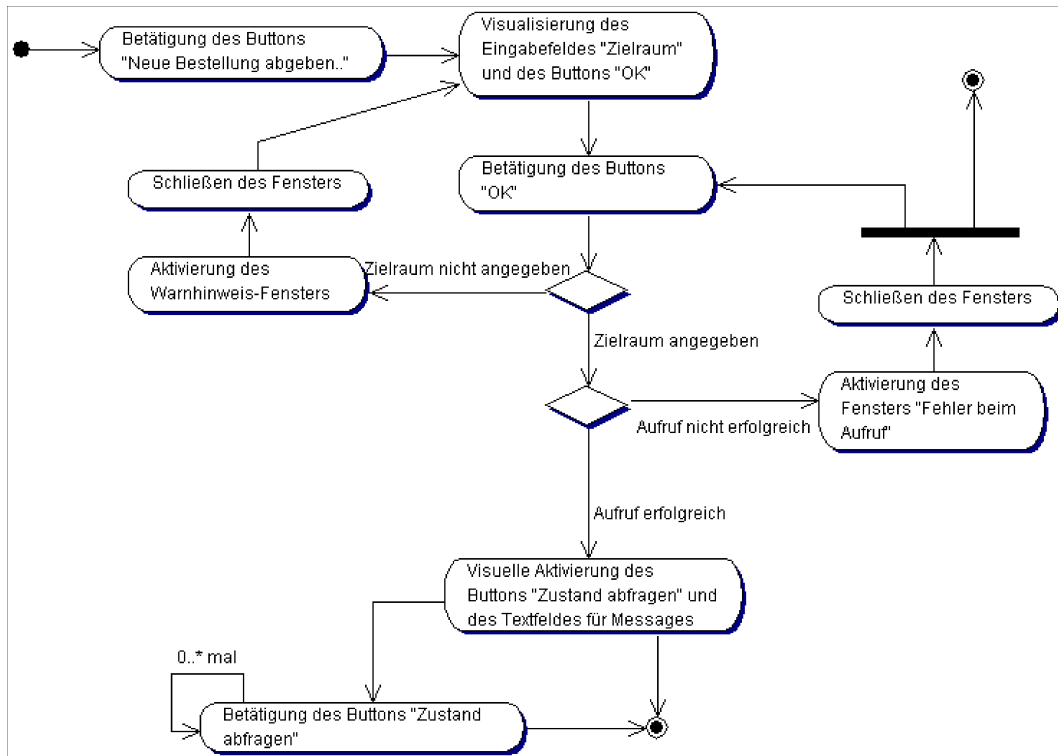 Betätigung des Buttons
"Neue Bestellung abgeben.."
Visualisierung des
Eingabefeldes "Zielraum"
und des Buttons "OK"
Betätigung des Buttons
"OK"
Schließen des Fensters
Aktivierung des
Warnhinweis-Fensters
Zielraum nicht angegeben
Schließen des Fensters
Zielraum angegeben
Aktivierung des
Fensters "Fehler beim
Aufruf"
Aufruf nicht erfolgreich
Aufruf erfolgreich
Visuelle Aktivierung des
Buttons "Zustand abfragen" und
des Textfeldes für Messages
0..* mal
Betätigung des Buttons "Zustand
abfragen"